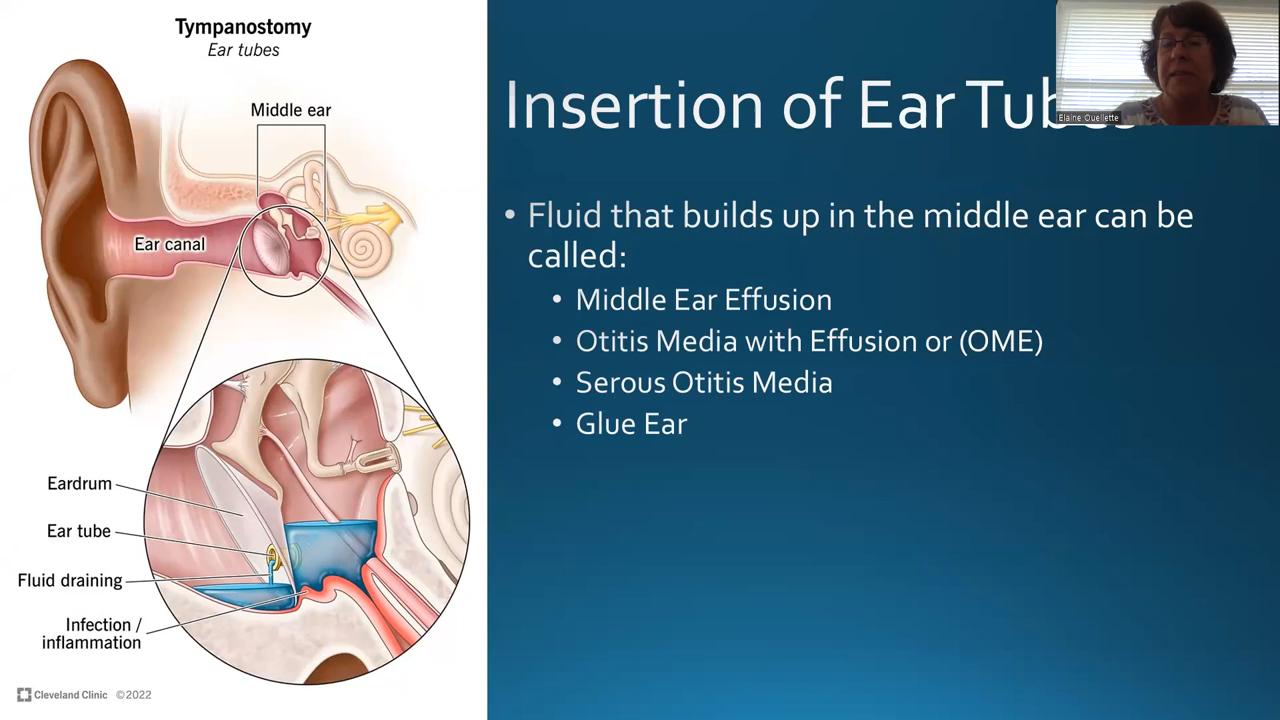 Tympanostomy
Ear tubes
Middle ear
Ear canal
Eardrum
Ear tube
Fluid draining
Infection /
inflammation
Cleveland Clinic ©2022
Insertion of Ear Tubes
Elaine Ouellette
• Fluid that builds up in the middle ear can be
called:
• Middle Ear Effusion
• Otitis Media with Effusion or (OME)
• Serous Otitis Media
• Glue Ear